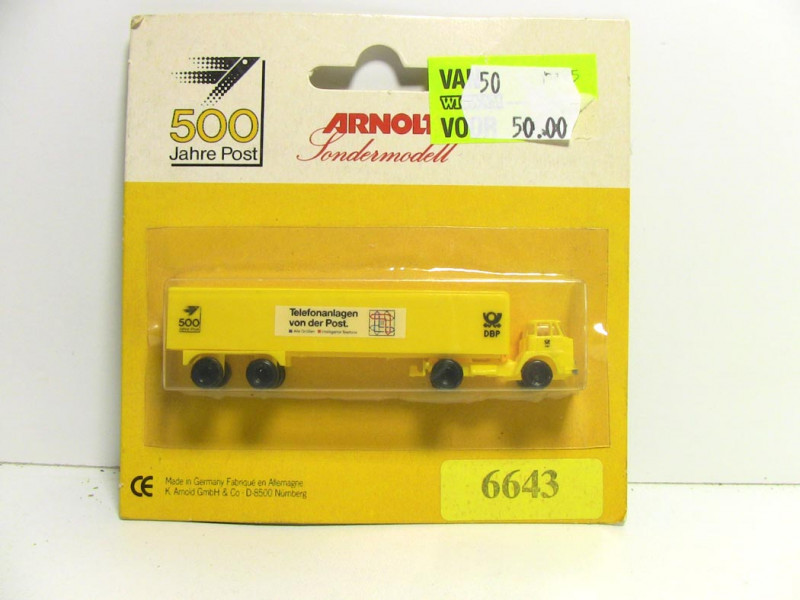 500
Jahre Post
ARNOL
Sondermodell
VA 50
VO 50.00
500
Telefonanlagen
von der Post.
DBP
CE
Made in Germany Fabriqué en Allemagne
K. Arnold GmbH & Co · D-8500 Nürnberg
6643